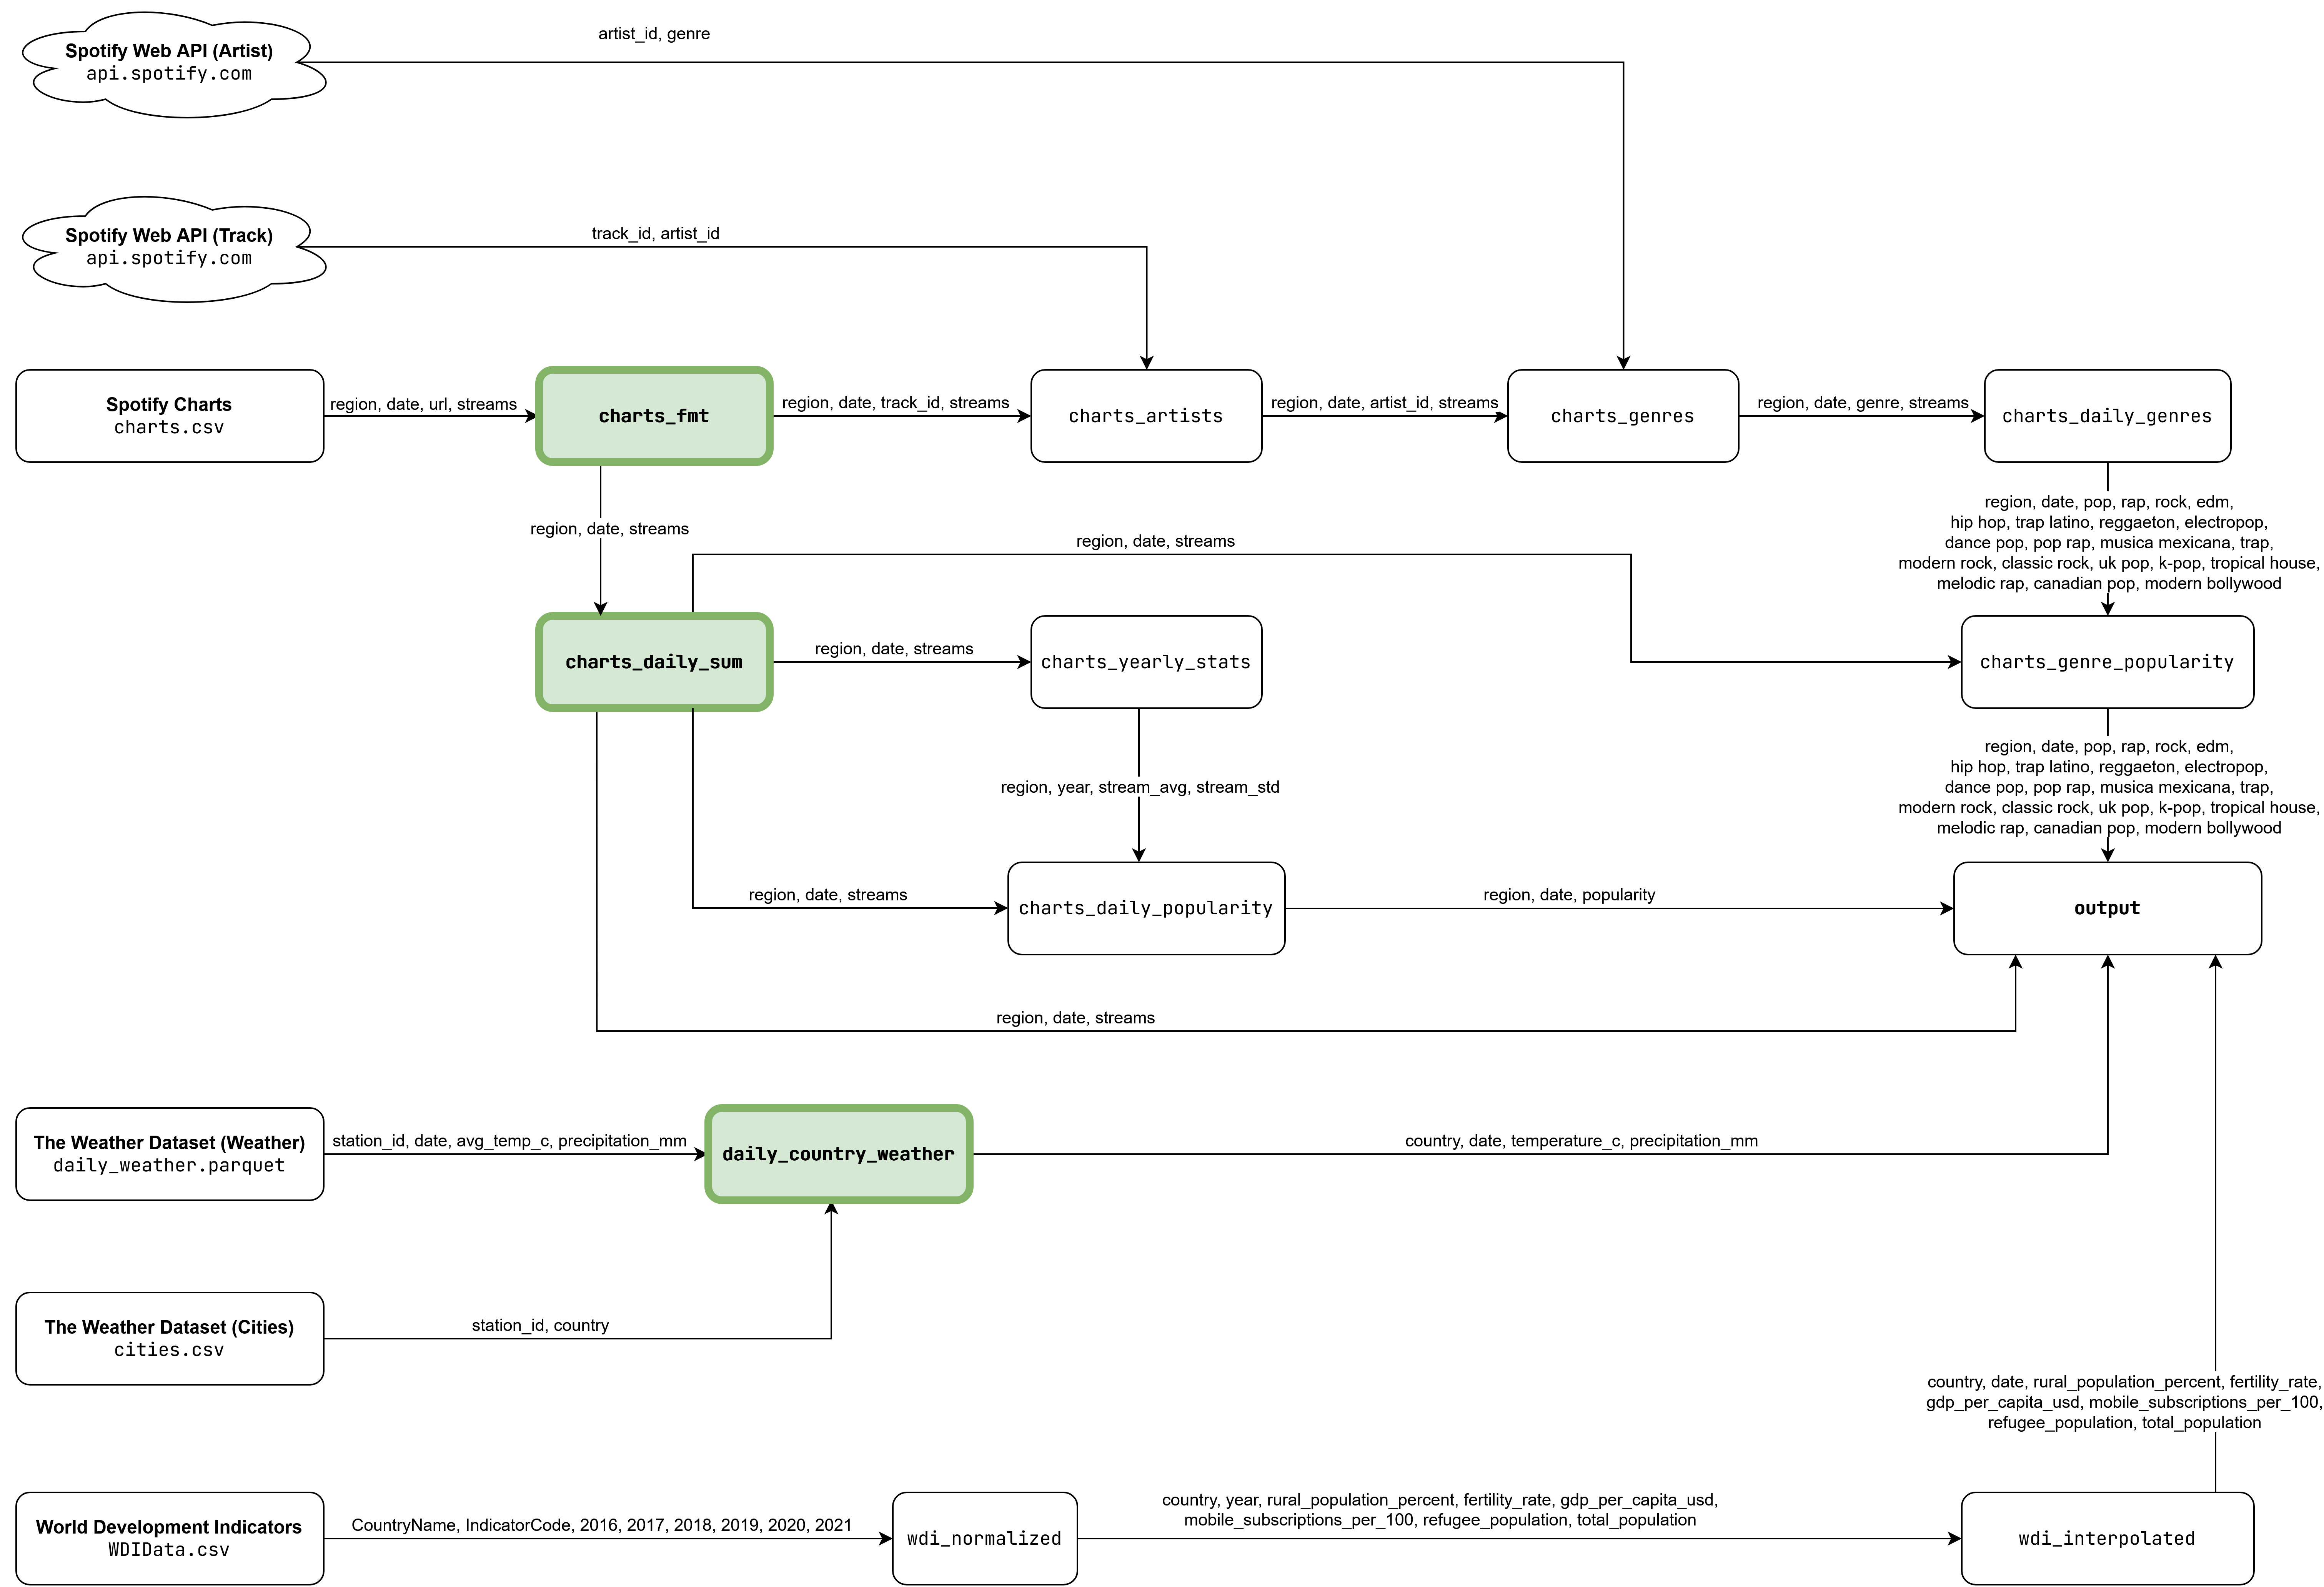 Spotify Web API (Artist)
api.spotify.com
artist_id, genre
Spotify Web API (Track)
api.spotify.com
track_id, artist_id
Spotify Charts
charts.csv
region, date, url, streams
charts_fmt
region, date, track_id, streams
charts_artists
region, date, artist_id, streams
charts_genres
region, date, genre, streams
charts_daily_genres
region, date, streams
region, date, pop, rap, rock, edm,
hip hop, trap latino, reggaeton, electropop,
dance pop, pop rap, musica mexicana, trap,
modern rock, classic rock, uk pop, k-pop, tropical house,
melodic rap, canadian pop, modern bollywood
region, date, streams
charts_daily_sum
region, date, streams
charts_yearly_stats
charts_genre_popularity
region, year, stream_avg, stream_std
region, date, pop, rap, rock, edm,
hip hop, trap latino, reggaeton, electropop,
dance pop, pop rap, musica mexicana, trap,
modern rock, classic rock, uk pop, k-pop, tropical house,
melodic rap, canadian pop, modern bollywood
region, date, streams
charts_daily_popularity
region, date, popularity
output
region, date, streams
The Weather Dataset (Weather)
daily_weather.parquet
station_id, date, avg_temp_c, precipitation_mm
daily_country_weather
country, date, temperature_c, precipitation_mm
The Weather Dataset (Cities)
cities.csv
station_id, country
country, date, rural_population_percent, fertility_rate,
gdp_per_capita_usd, mobile_subscriptions_per_100,
refugee_population, total_population
World Development Indicators
WDIData.csv
CountryName, IndicatorCode, 2016, 2017, 2018, 2019, 2020, 2021
wdi_normalized
country, year, rural_population_percent, fertility_rate, gdp_per_capita_usd,
mobile_subscriptions_per_100, refugee_population, total_population
wdi_interpolated